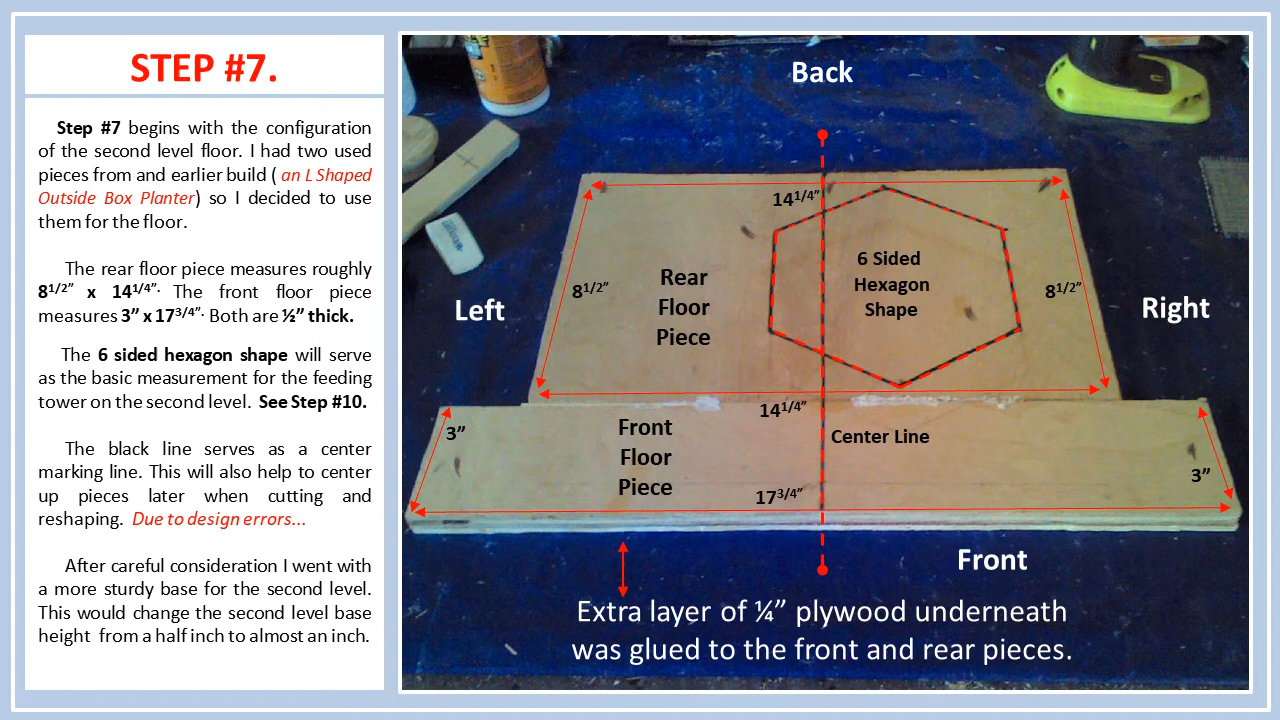 STEP #7.
Step #7 begins with the configuration
of the second level floor. I had two used
pieces from and earlier build ( an L Shaped
Outside Box Planter) so I decided to use
them for the floor.
The rear floor piece measures roughly
8 1/2” x 14 1/4”. The front floor piece
measures 3” x 17 3/4”. Both are ½” thick.
The 6 sided hexagon shape will serve
as the basic measurement for the feeding
tower on the second level. See Step #10.
The black line serves as a center
marking line. This will also help to center
up pieces later when cutting and
reshaping. Due to design errors...
After careful consideration I went with
a more sturdy base for the second level.
This would change the second level base
height from a half inch to almost an inch.
Back
14 1/4”
6 Sided
Hexagon
Shape
Rear
Floor
Piece
8 1/2”
8 1/2”
Left
Right
14 1/4”
Front
Floor
Piece
Center Line
3”
3”
17 3/4”
Front
Extra layer of ¼” plywood underneath
was glued to the front and rear pieces.